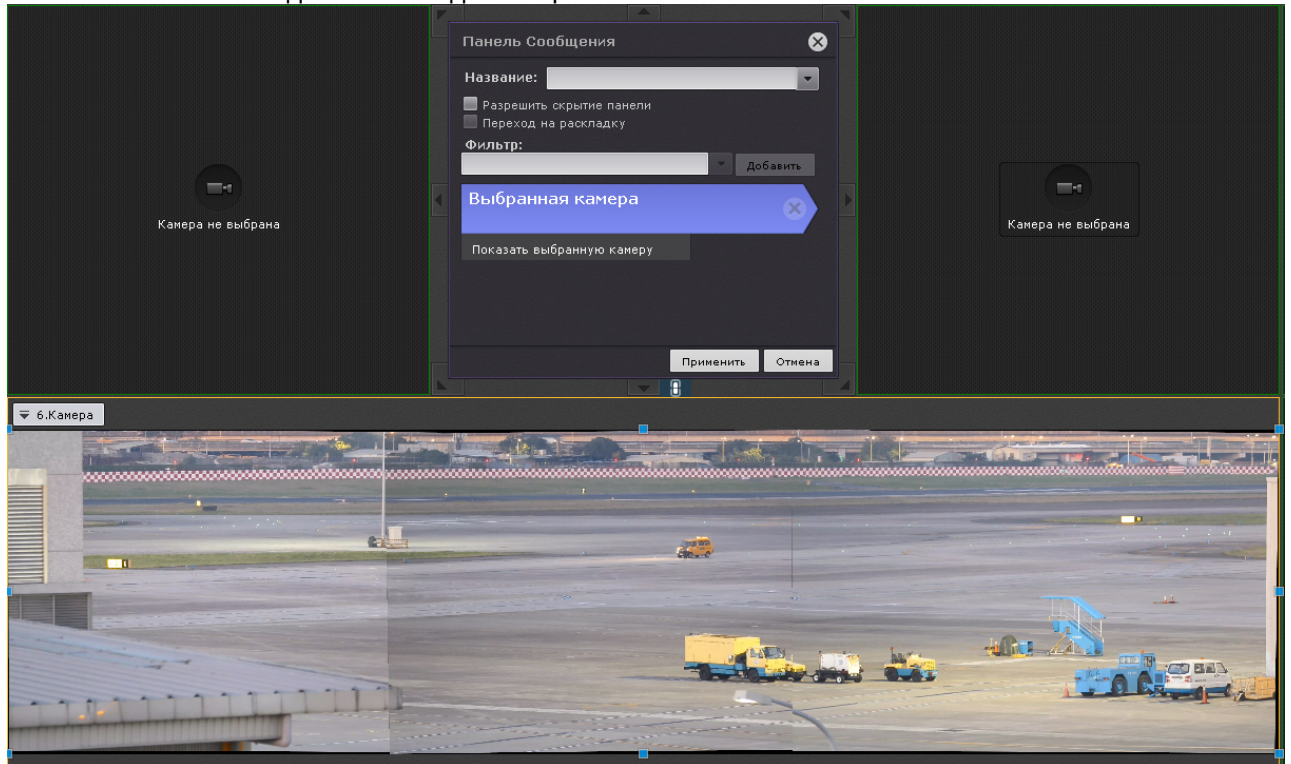 Панель Сообщения
Название:
Разрешить скрытие панели
Переход на раскладку
Фильтр:
Добавить
Выбранная камера
Показать выбранную камеру
Камера не выбрана
Камера не выбрана
Применить
Отмена
6.Камера